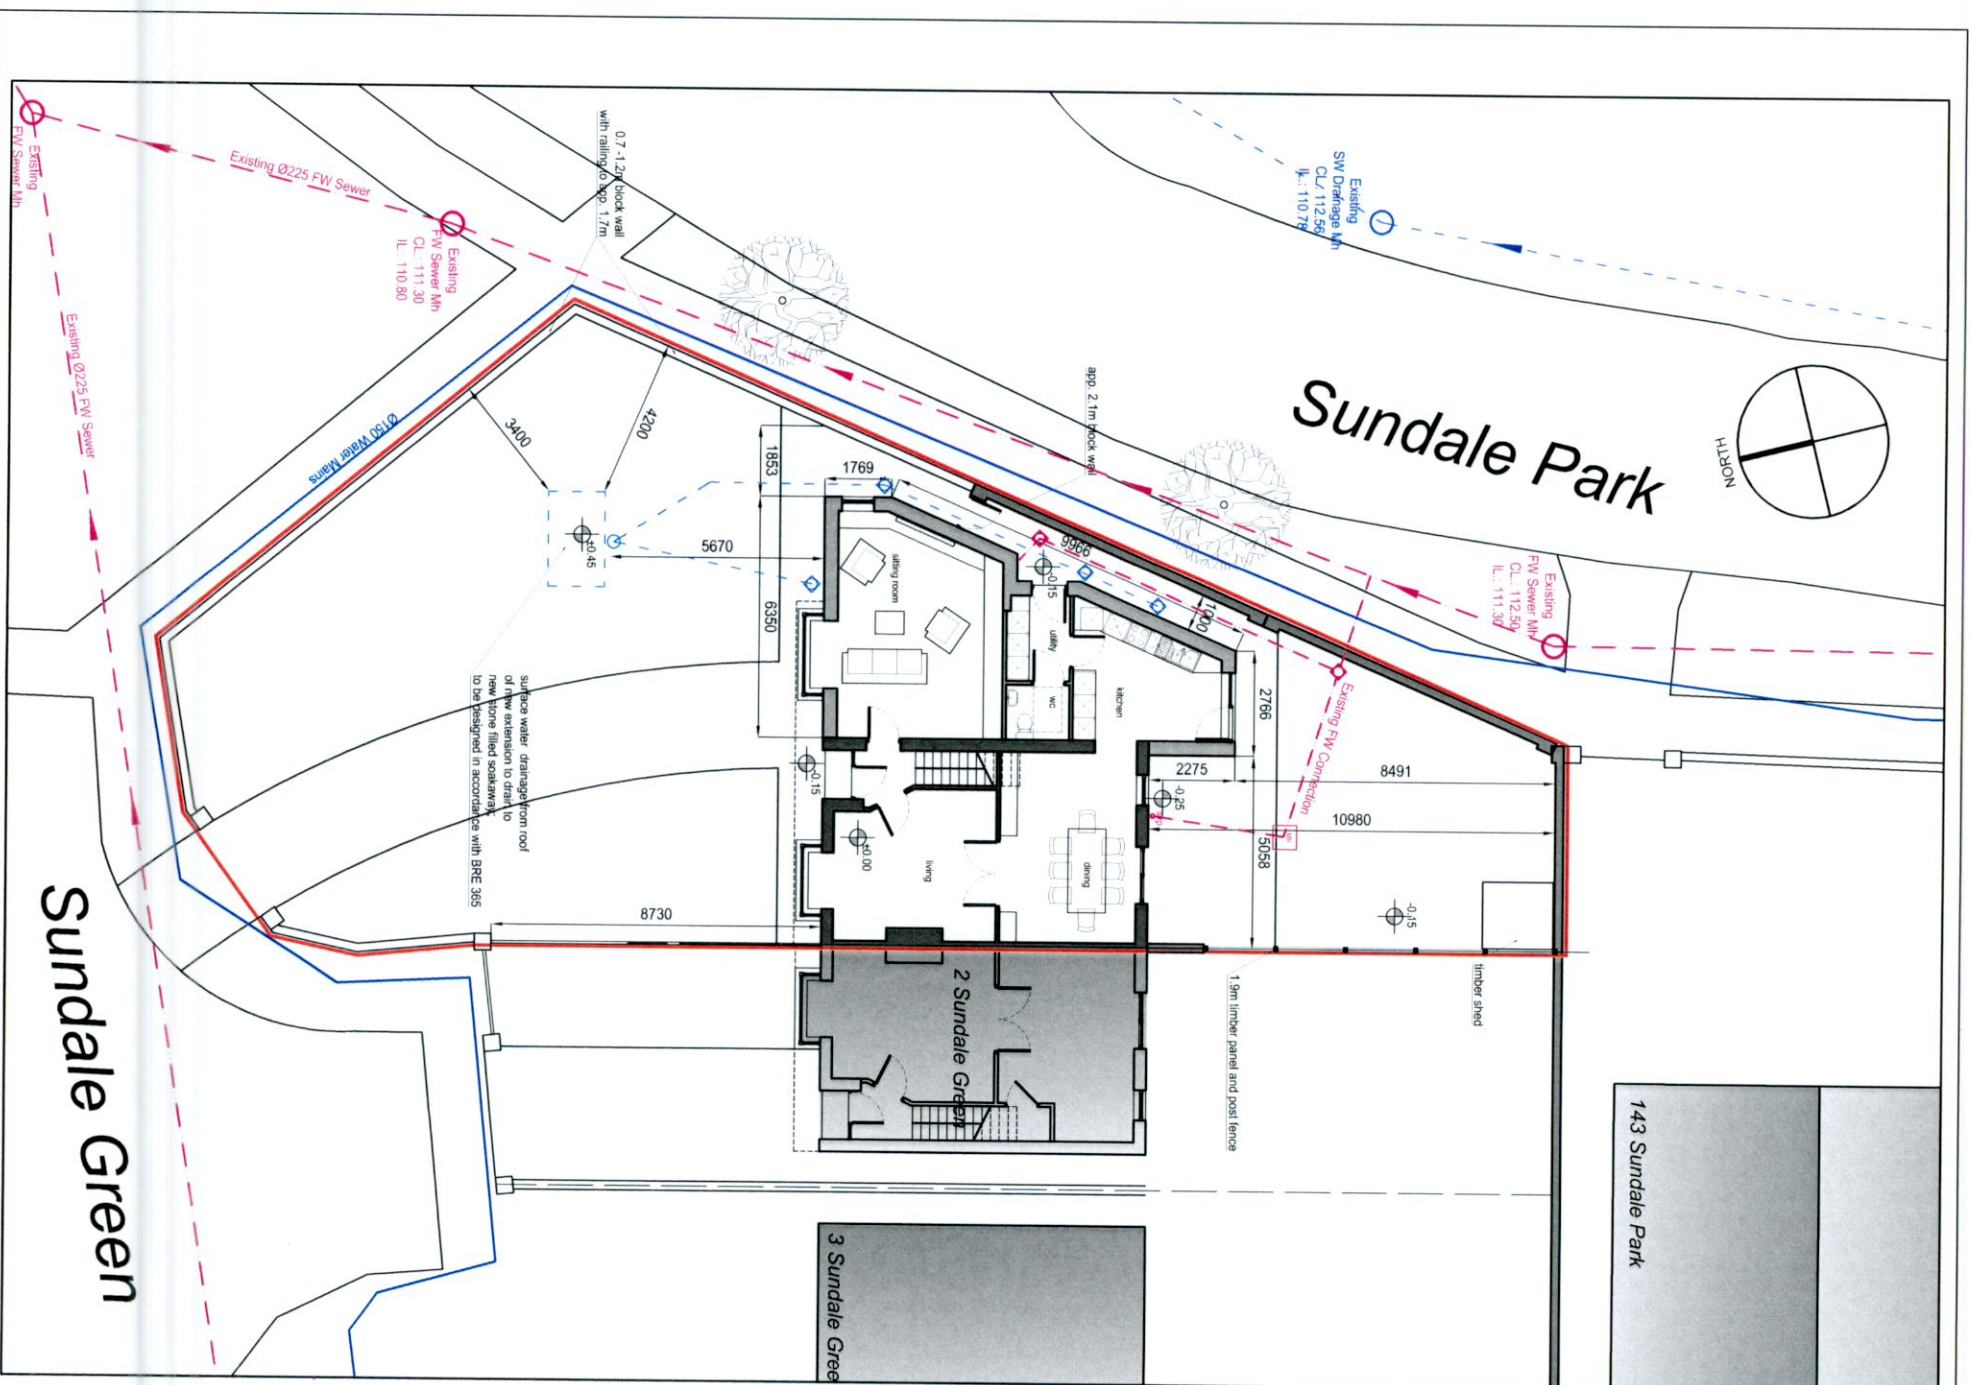 Existing
FW Sewer Mh
Existing Ø225 FW Sewer
Existing
FW Sewer Mh
CL.: 111.30
IL.: 110.80
Existing Ø225 FW Sewer
0.7 -1.2m block wall
with railing to app. 1.7m
Existing
SW Drainage Mh
CL.: 112.56
IL.: 110.78
Sundale Park
NORTH
app. 2.1m block wall
Ø150 Water Mains
3400
4200
1853
1769
9966
1000
5670
±0.45
6350
-0.15
sitting room
utility
wc
kitchen
2766
Existing
FW Sewer Mh
CL.: 112.50
IL.: 111.30
Existing FW Connection
surface water drainage from roof
of new extension to drain to
new stone filled soakaway,
to be designed in accordance with BRE 365
-0.15
2275
8491
-0.25
10980
5058
±0.00
living
dining
8730
-0.15
timber shed
1.9m timber panel and post fence
2 Sundale Green
Sundale Green
3 Sundale Gree
143 Sundale Park